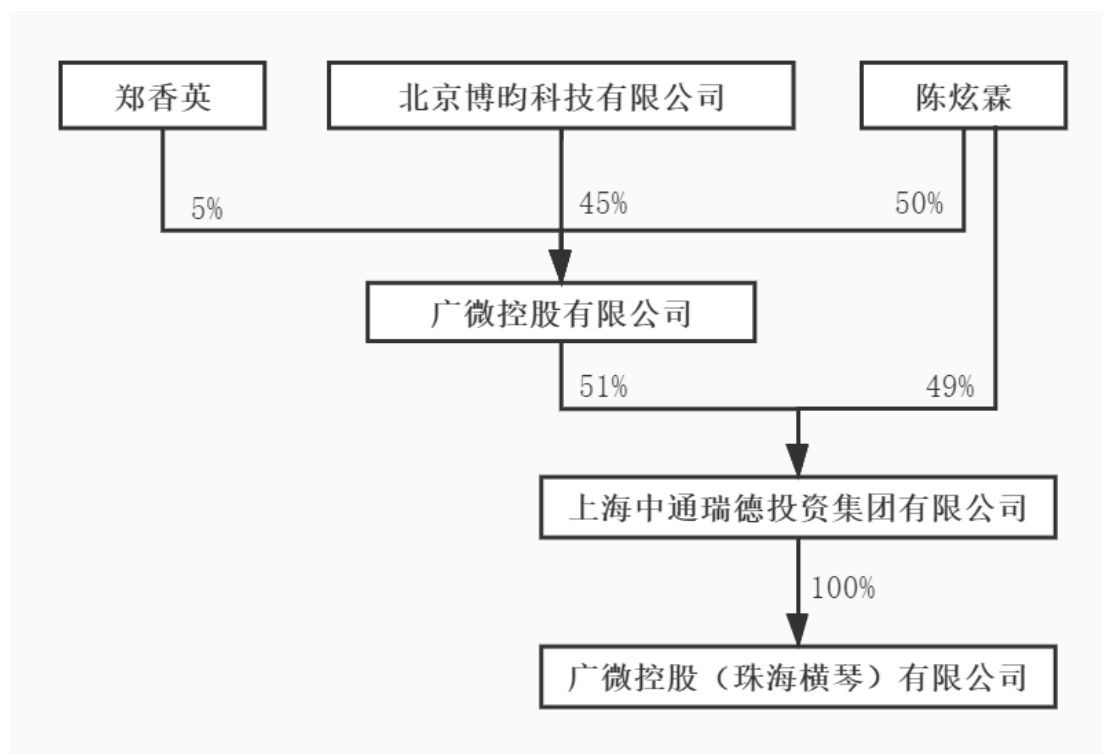 郑香英
北京博昀科技有限公司
陈炫霖
5%
45%
50%
广微控股有限公司
51%
49%
上海中通瑞德投资集团有限公司
100%
广微控股（珠海横琴）有限公司